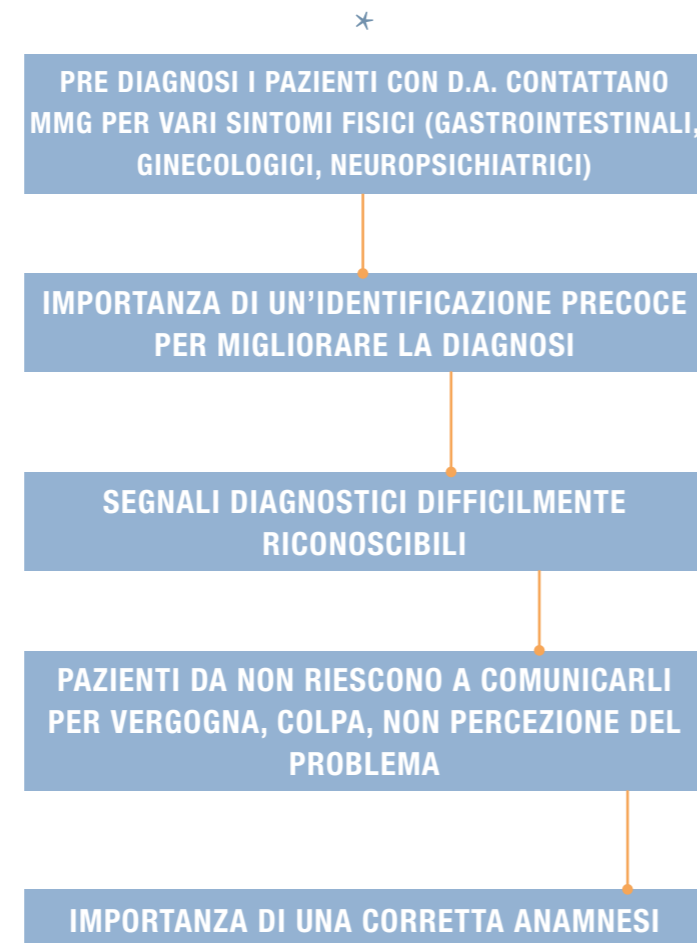 PRE DIAGNOSI I PAZIENTI CON D.A. CONTATTANO
MMG PER VARI SINTOMI FISICI (GASTROINTESTINALI,
GINECOLOGICI, NEUROPSICHIATRICI)
IMPORTANZA DI UN’IDENTIFICAZIONE PRECOCE
PER MIGLIORARE LA DIAGNOSI
SEGNALI DIAGNOSTICI DIFFICILMENTE
RICONOSCIBILI
PAZIENTI DA NON RIESCONO A COMUNICARLI
PER VERGOGNA, COLPA, NON PERCEZIONE DEL
PROBLEMA
IMPORTANZA DI UNA CORRETTA ANAMNESI